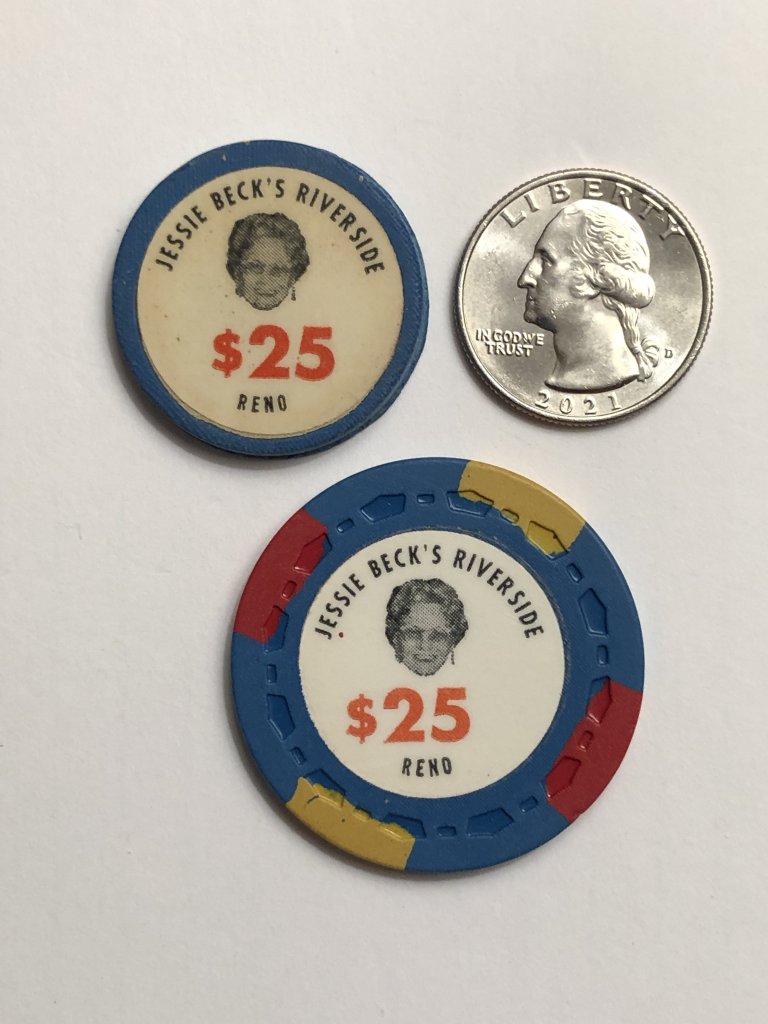 JESSIE BECK'S RIVERSIDE
$25
RENO
LIBERTY
IN GOD WE
TRUST
D
2021
JESSIE BECK'S RIVERSIDE
$25
RENO